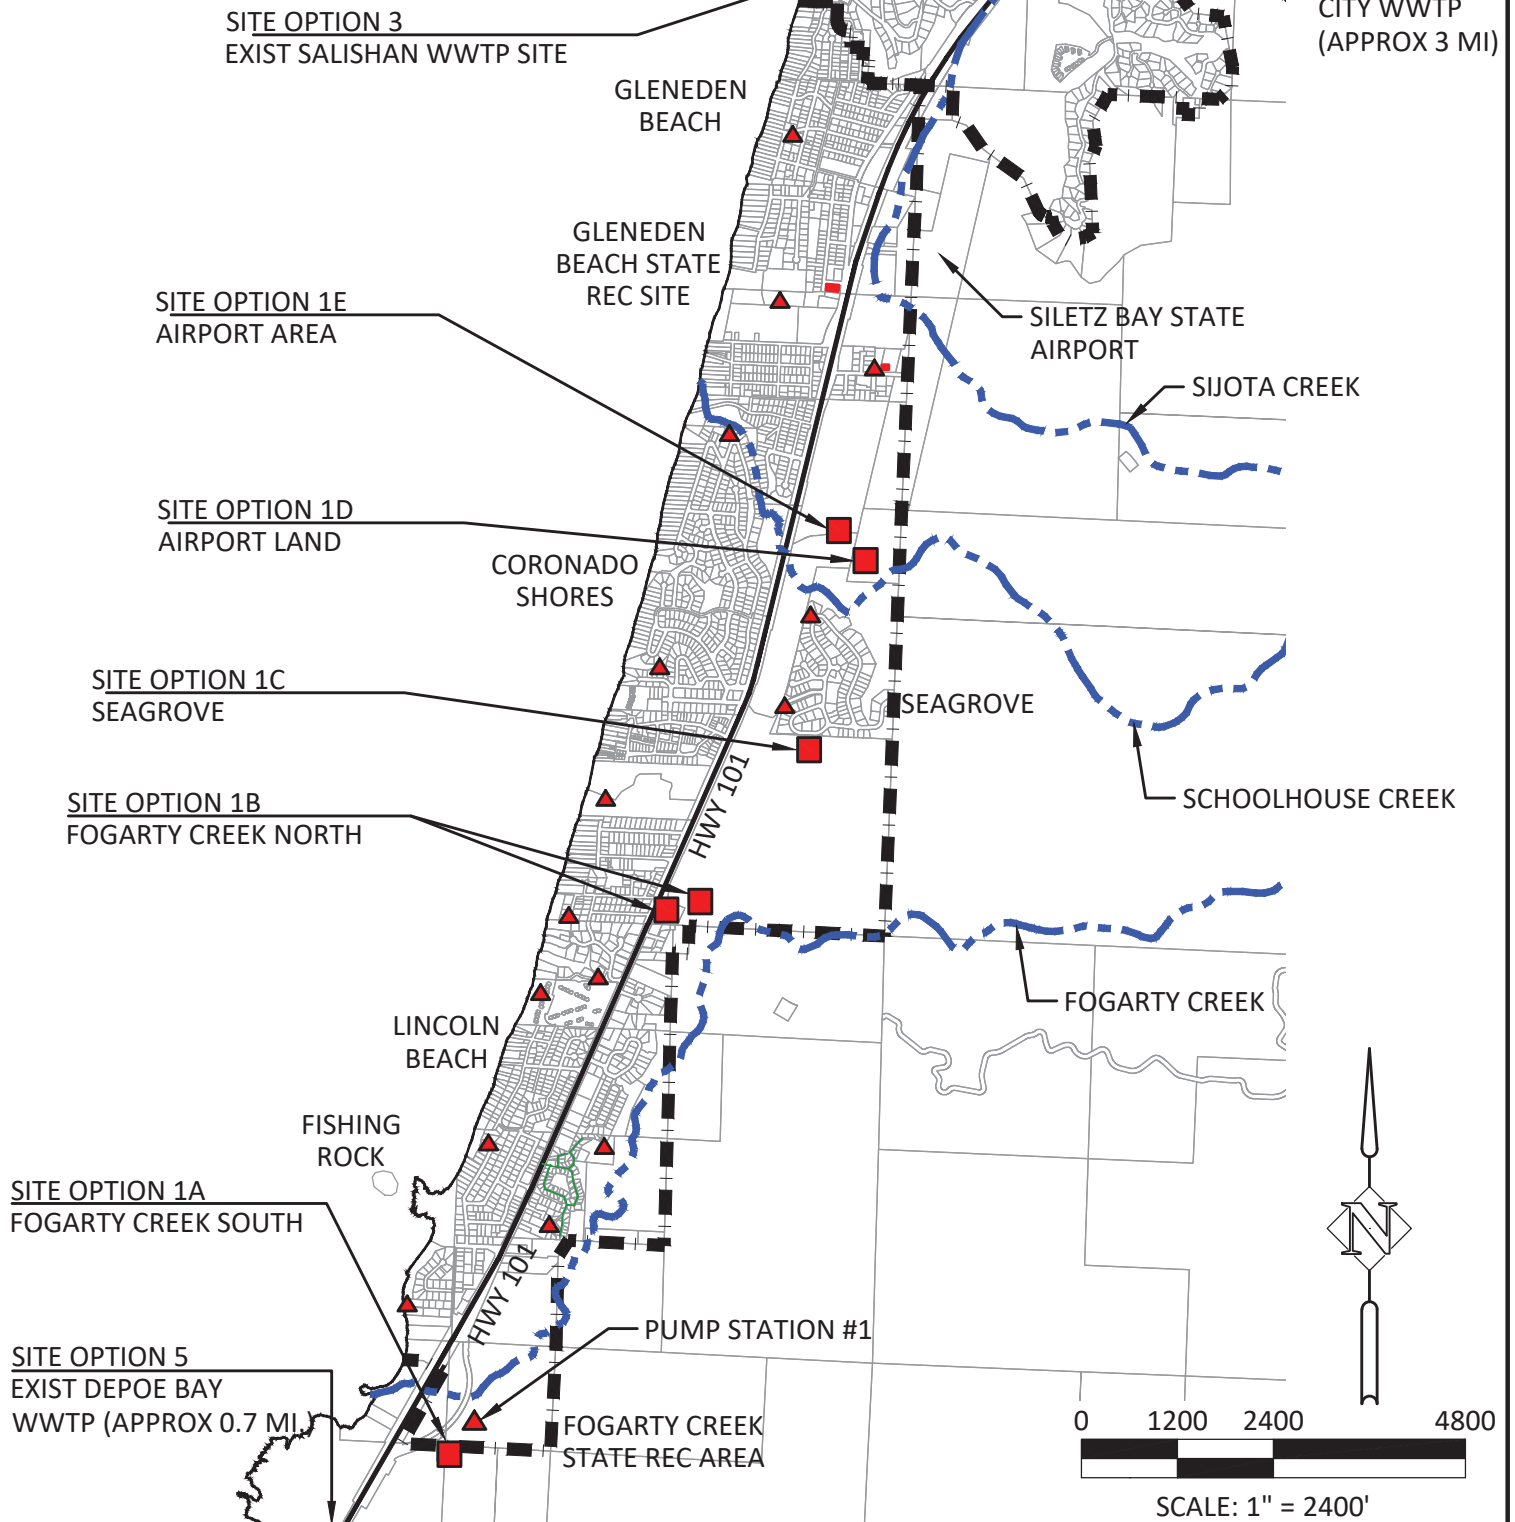 SITE OPTION 3
EXIST SALISHAN WWTP SITE
CITY WWTP
(APPROX 3 MI)
GLENEDEN
BEACH
GLENEDEN
BEACH STATE
REC SITE
SITE OPTION 1E
AIRPORT AREA
SILETZ BAY STATE
AIRPORT
SIJOTA CREEK
SITE OPTION 1D
AIRPORT LAND
CORONADO
SHORES
SITE OPTION 1C
SEAGROVE
SEAGROVE
HWY 101
SITE OPTION 1B
FOGARTY CREEK NORTH
SCHOOLHOUSE CREEK
FOGARTY CREEK
LINCOLN
BEACH
FISHING
ROCK
SITE OPTION 1A
FOGARTY CREEK SOUTH
HWY 101
N
PUMP STATION #1
SITE OPTION 5
EXIST DEPOE BAY
WWTP (APPROX 0.7 MI.)
FOGARTY CREEK
STATE REC AREA
0 1200 2400 4800
SCALE: 1" = 2400'